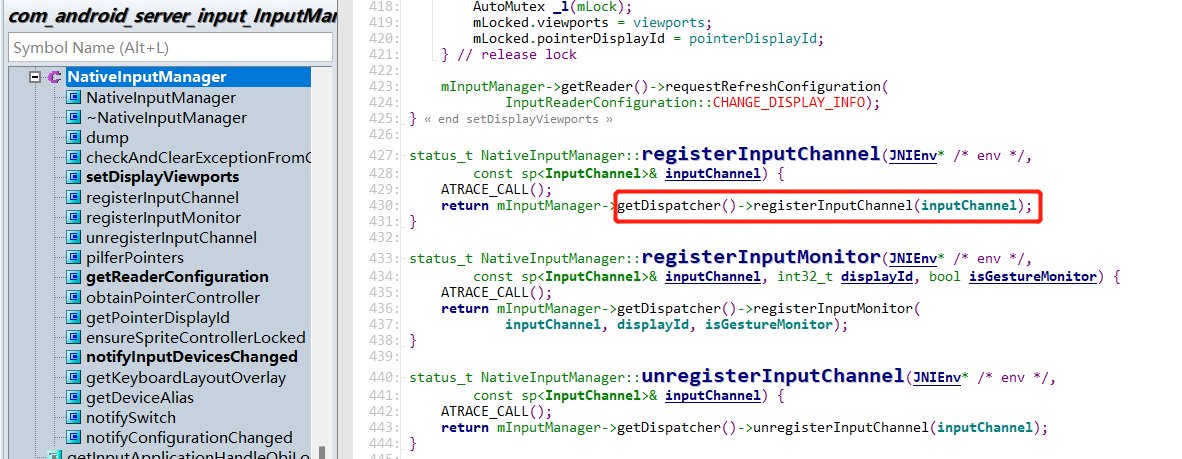 com_android_server_input_InputMan
Symbol Name (Alt+L)
NativeInputManager
NativeInputManager
~NativeInputManager
dump
checkAndClearExceptionFromC
setDisplayViewports
registerInputChannel
registerInputMonitor
unregisterInputChannel
pilferPointers
getReaderConfiguration
obtainPointerController
getPointerDisplayId
ensureSpriteControllerLocked
notifyInputDevicesChanged
getKeyboardLayoutOverlay
getDeviceAlias
notifySwitch
notifyConfigurationChanged
getInputApplicationHandleObjLo
418: AutoMutex _l(mLock);
419: mLocked.viewports = viewports;
420: mLocked.pointerDisplayId = pointerDisplayId;
421: } // release lock
422:
423: mInputManager->getReader()->requestRefreshConfiguration(
424: InputReaderConfiguration::CHANGE_DISPLAY_INFO);
425: } « end setDisplayViewports »
426:
427: status_t NativeInputManager::registerInputChannel(JNIEnv* /* env */,
428: const sp<InputChannel>& inputChannel) {
429: ATRACE_CALL();
430: return mInputManager->getDispatcher()->registerInputChannel(inputChannel);
431: }
432:
433: status_t NativeInputManager::registerInputMonitor(JNIEnv* /* env */,
434: const sp<InputChannel>& inputChannel, int32_t displayId, bool isGestureMonitor) {
435: ATRACE_CALL();
436: return mInputManager->getDispatcher()->registerInputMonitor(
437: inputChannel, displayId, isGestureMonitor);
438: }
439:
440: status_t NativeInputManager::unregisterInputChannel(JNIEnv* /* env */,
441: const sp<InputChannel>& inputChannel) {
442: ATRACE_CALL();
443: return mInputManager->getDispatcher()->unregisterInputChannel(inputChannel);
444: }